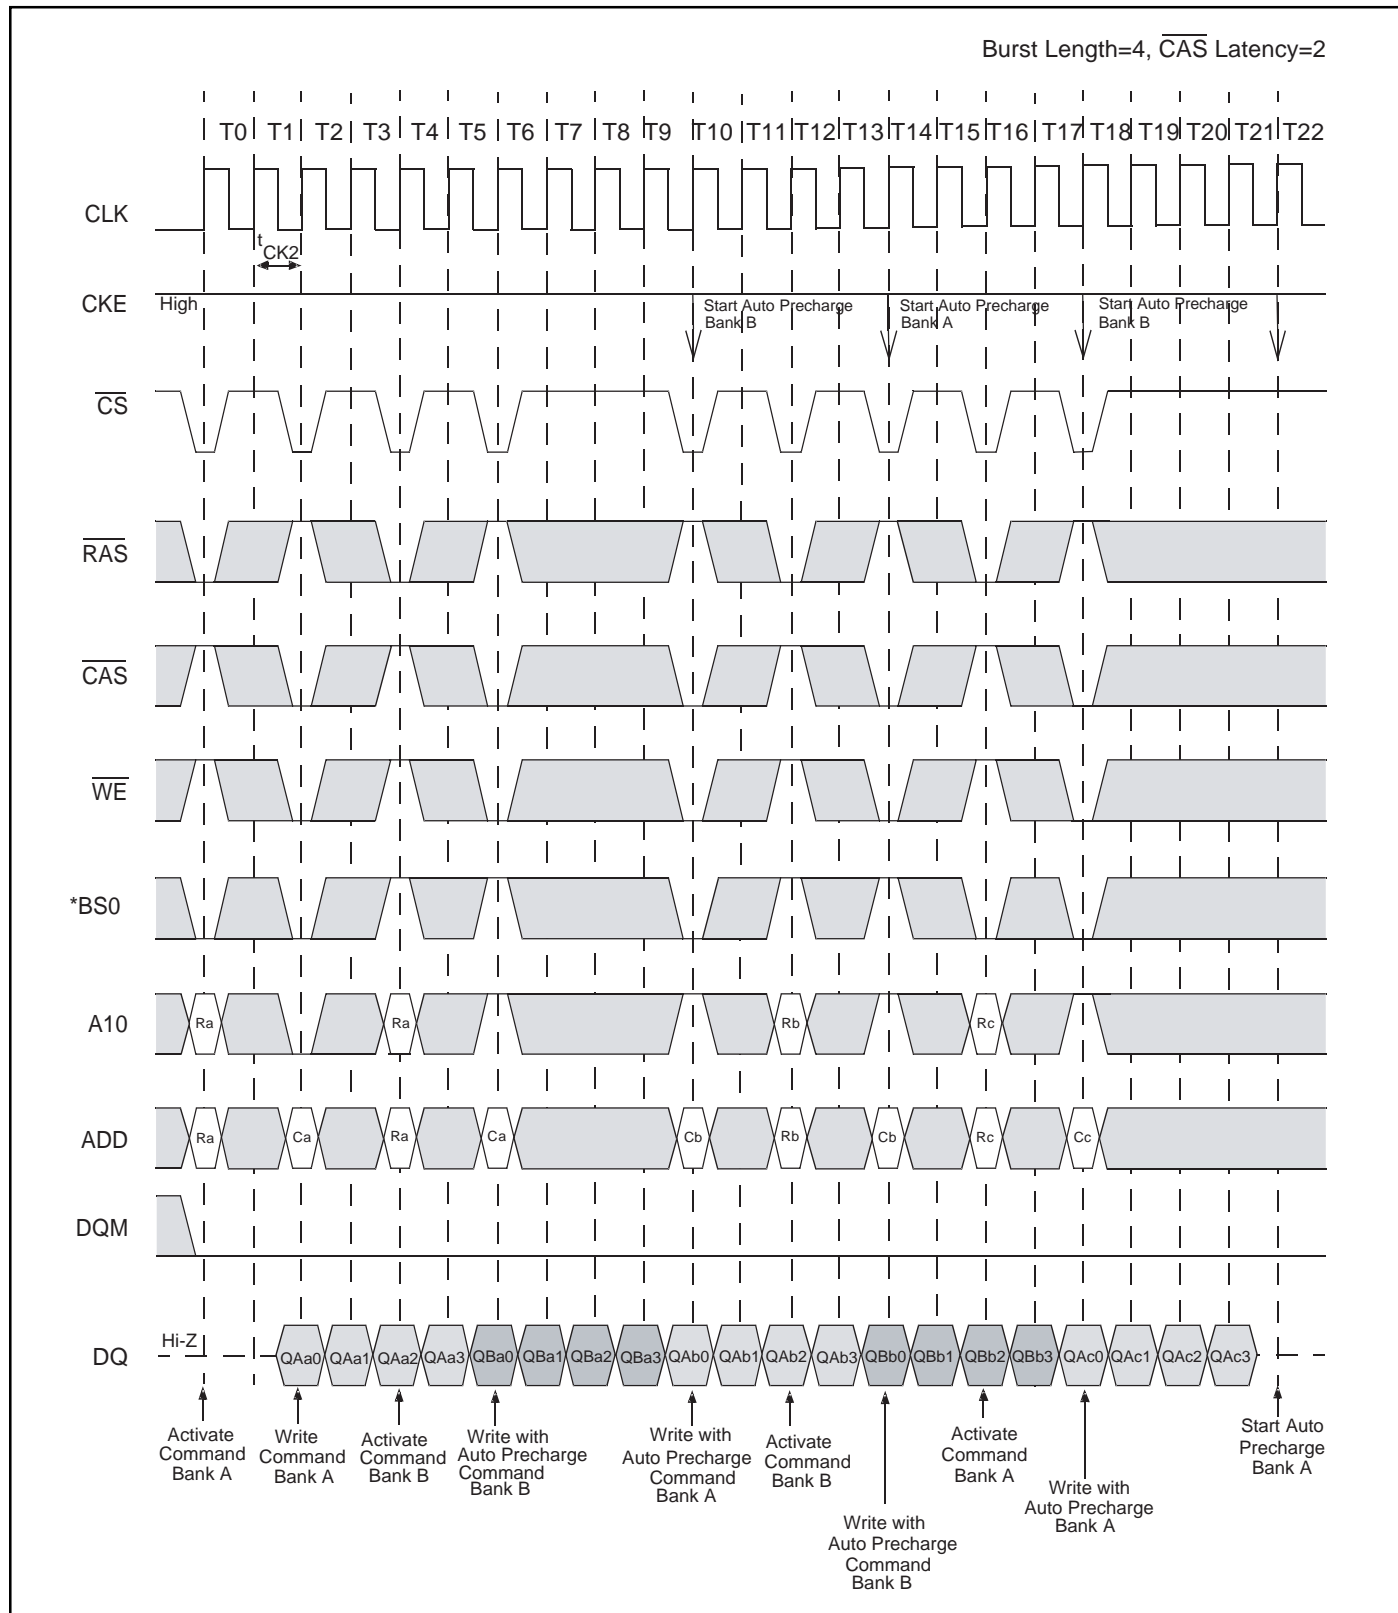 Burst Length=4, CAS Latency=2
T0 T1 T2 T3 T4 T5 T6 T7 T8 T9 T10 T11 T12 T13 T14 T15 T16 T17 T18 T19 T20 T21 T22
CLK
tCK2
CKE
High
Start Auto Precharge
Bank B
Start Auto Precharge
Bank A
Start Auto Precharge
Bank B
CS
RAS
CAS
WE
*BS0
A10
Ra Ra Rb Rc
ADD
Ra Ca Ra Ca Cb Rb Cb Rc Cc
DQM
DQ
Hi-Z
QAa0 QAa1 QAa2 QAa3 QBa0 QBa1 QBa2 QBa3 QAb0 QAb1 QAb2 QAb3 QBb0 QBb1 QBb2 QBb3 QAc0 QAc1 QAc2 QAc3
Activate
Command
Bank A
Write
Command
Bank A
Activate
Command
Bank B
Write with
Auto Precharge
Command
Bank B
Write with
Auto Precharge
Command
Bank A
Activate
Command
Bank B
Write with
Auto Precharge
Command
Bank B
Activate
Command
Bank A
Write with
Auto Precharge
Bank A
Start Auto
Precharge
Bank A